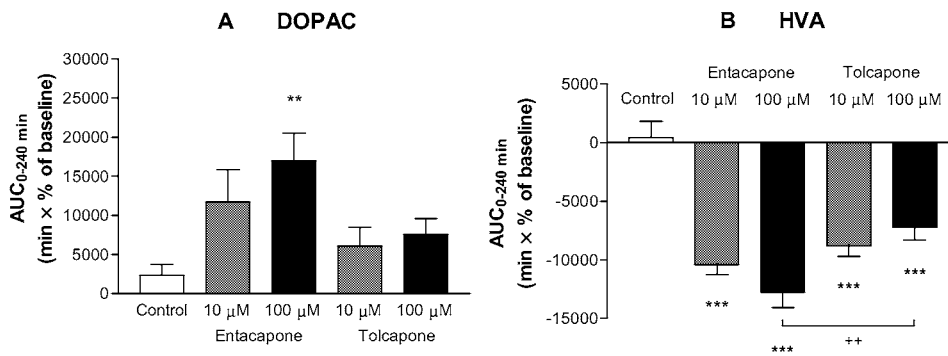 A DOPAC
AUC0-240 min
(min × % of baseline)
30000
25000
20000
15000
10000
5000
0
**
Control 10 µM 100 µM 10 µM 100 µM
Entacapone Tolcapone
B HVA
AUC0-240 min
(min × % of baseline)
5000
0
-5000
-10000
-15000
Entacapone Tolcapone
Control 10 µM 100 µM 10 µM 100 µM
***
***
***
***
++